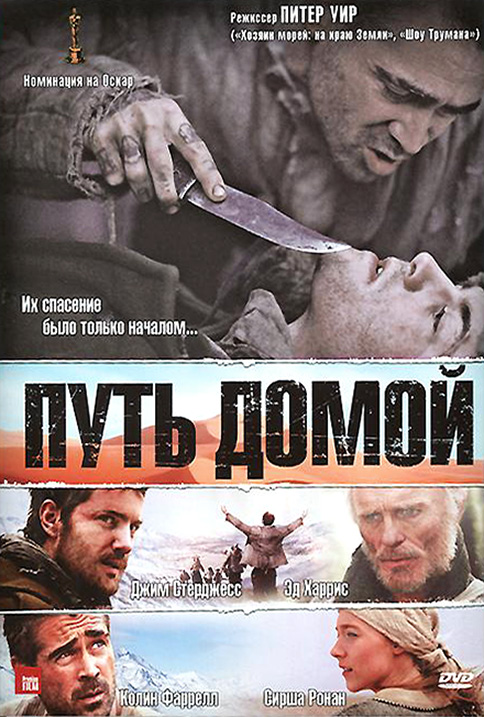 Режиссер ПИТЕР УИР
(«Хозяин морей: на краю Земли», «Шоу Трумана»)
Номинация на Оскар
Их спасение
было только началом...
ПУТЬ ДОМОЙ
Джим Стерджесс
Эд Харрис
Колин Фаррелл
Сирша Ронан
DVD